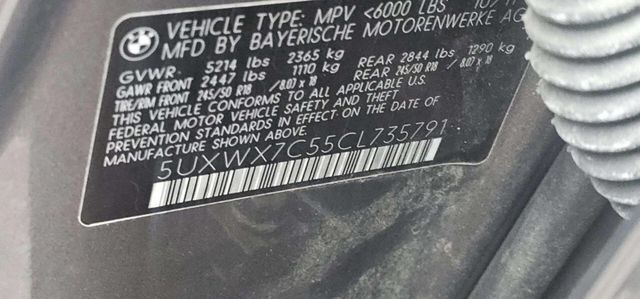 BMW
VEHICLE TYPE: MPV <6000 LBS
MFD BY BAYERISCHE MOTORENWERKE AG
GVWR 5214 lbs 2365 kg
GAWR FRONT 2447 lbs 1110 kg REAR 2844 lbs 1290 kg
TIRE/RIM FRONT 245/50 R18 /8.0J x 18 REAR 245/50 R18 /8.0J x 18
THIS VEHICLE CONFORMS TO ALL APPLICABLE U.S.
FEDERAL MOTOR VEHICLE SAFETY AND THEFT
PREVENTION STANDARDS IN EFFECT ON THE DATE OF
MANUFACTURE SHOWN ABOVE.
5UXWX7C55CL735791